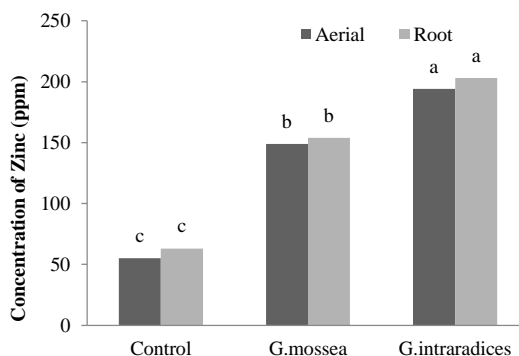 250
Aerial Root
a a
200
b b
150
Concentration of Zinc (ppm)
100
c c
50
0
Control G.mossea G.intraradices